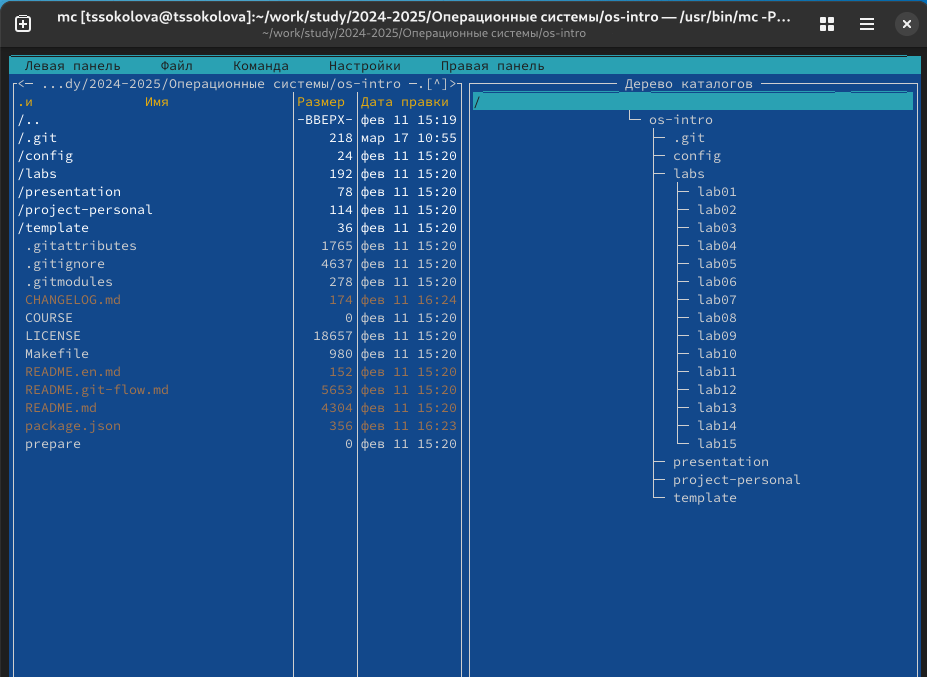 mc [tssokolova@tssokolova]:~/work/study/2024-2025/Операционные системы/os-intro — /usr/bin/mc -P…
~/work/study/2024-2025/Операционные системы/os-intro
Левая панель Файл Команда Настройки Правая панель
<— ...dy/2024-2025/Операционные системы/os-intro —.[^]>
.и Имя Размер Дата правки
/.. -ВВЕРХ- фев 11 15:19
/.git 218 мар 17 10:55
/config 24 фев 11 15:20
/labs 192 фев 11 15:20
/presentation 78 фев 11 15:20
/project-personal 114 фев 11 15:20
/template 36 фев 11 15:20
.gitattributes 1765 фев 11 15:20
.gitignore 4637 фев 11 15:20
.gitmodules 278 фев 11 15:20
CHANGELOG.md 174 фев 11 16:24
COURSE 0 фев 11 15:20
LICENSE 18657 фев 11 15:20
Makefile 980 фев 11 15:20
README.en.md 152 фев 11 15:20
README.git-flow.md 5653 фев 11 15:20
README.md 4304 фев 11 15:20
package.json 356 фев 11 16:23
prepare 0 фев 11 15:20
Дерево каталогов
/
os-intro
.git
config
labs
lab01
lab02
lab03
lab04
lab05
lab06
lab07
lab08
lab09
lab10
lab11
lab12
lab13
lab14
lab15
presentation
project-personal
template